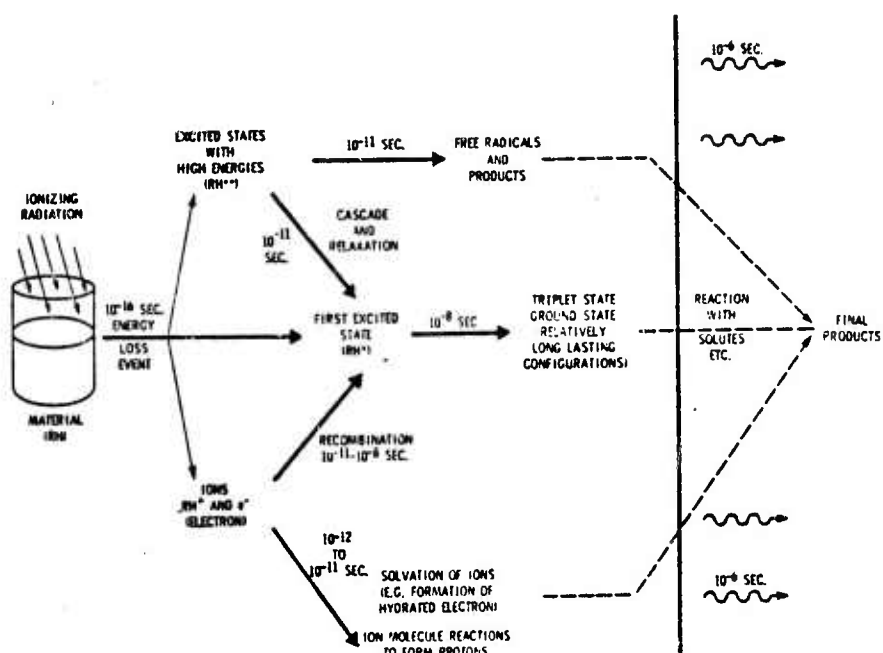 10⁻⁶ SEC.
EXCITED STATES
WITH
HIGH ENERGIES
(RH**)
10⁻¹¹ SEC.
FREE RADICALS
AND
PRODUCTS
IONIZING
RADIATION
10⁻¹¹
SEC.
CASCADE
AND
RELAXATION
10⁻¹⁶ SEC.
ENERGY
LOSS
EVENT
FIRST EXCITED
STATE
(RH*)
10⁻⁸ SEC
TRIPLET STATE
GROUND STATE
RELATIVELY
LONG LASTING
CONFIGURATIONS)
REACTION
WITH
SOLUTES
ETC.
FINAL
PRODUCTS
MATERIAL
(RH)
RECOMBINATION
10⁻¹¹-10⁻⁸ SEC.
IONS
RH⁺ AND e⁻
(ELECTRON)
10⁻¹²
TO
10⁻¹¹ SEC.
SOLVATION OF IONS
(E.G. FORMATION OF
HYDRATED ELECTRON)
10⁻⁶ SEC.
ION MOLECULE REACTIONS
TO FORM PROTONS